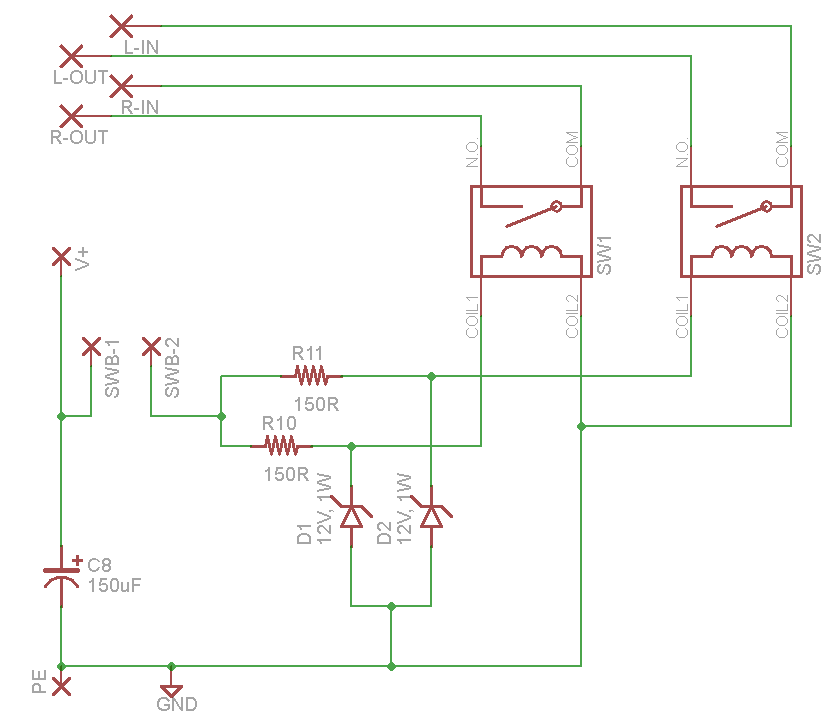 L-IN
L-OUT
R-IN
R-OUT
N.O.
COM
N.O.
COM
SW1
SW2
V+
COIL1
COIL2
COIL1
COIL2
SWB-1
SWB-2
R11
150R
R10
150R
D1
12V, 1W
D2
12V, 1W
+
C8
150uF
PE
GND